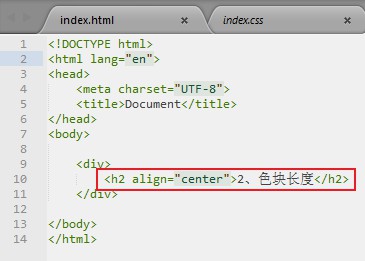 index.html × index.css ×
1 <!DOCTYPE html>
2 <html lang="en">
3 <head>
4 <meta charset="UTF-8">
5 <title>Document</title>
6 </head>
7 <body>
8
9 <div>
10 <h2 align="center">2、色块长度</h2>
11 </div>
12
13 </body>
14 </html>